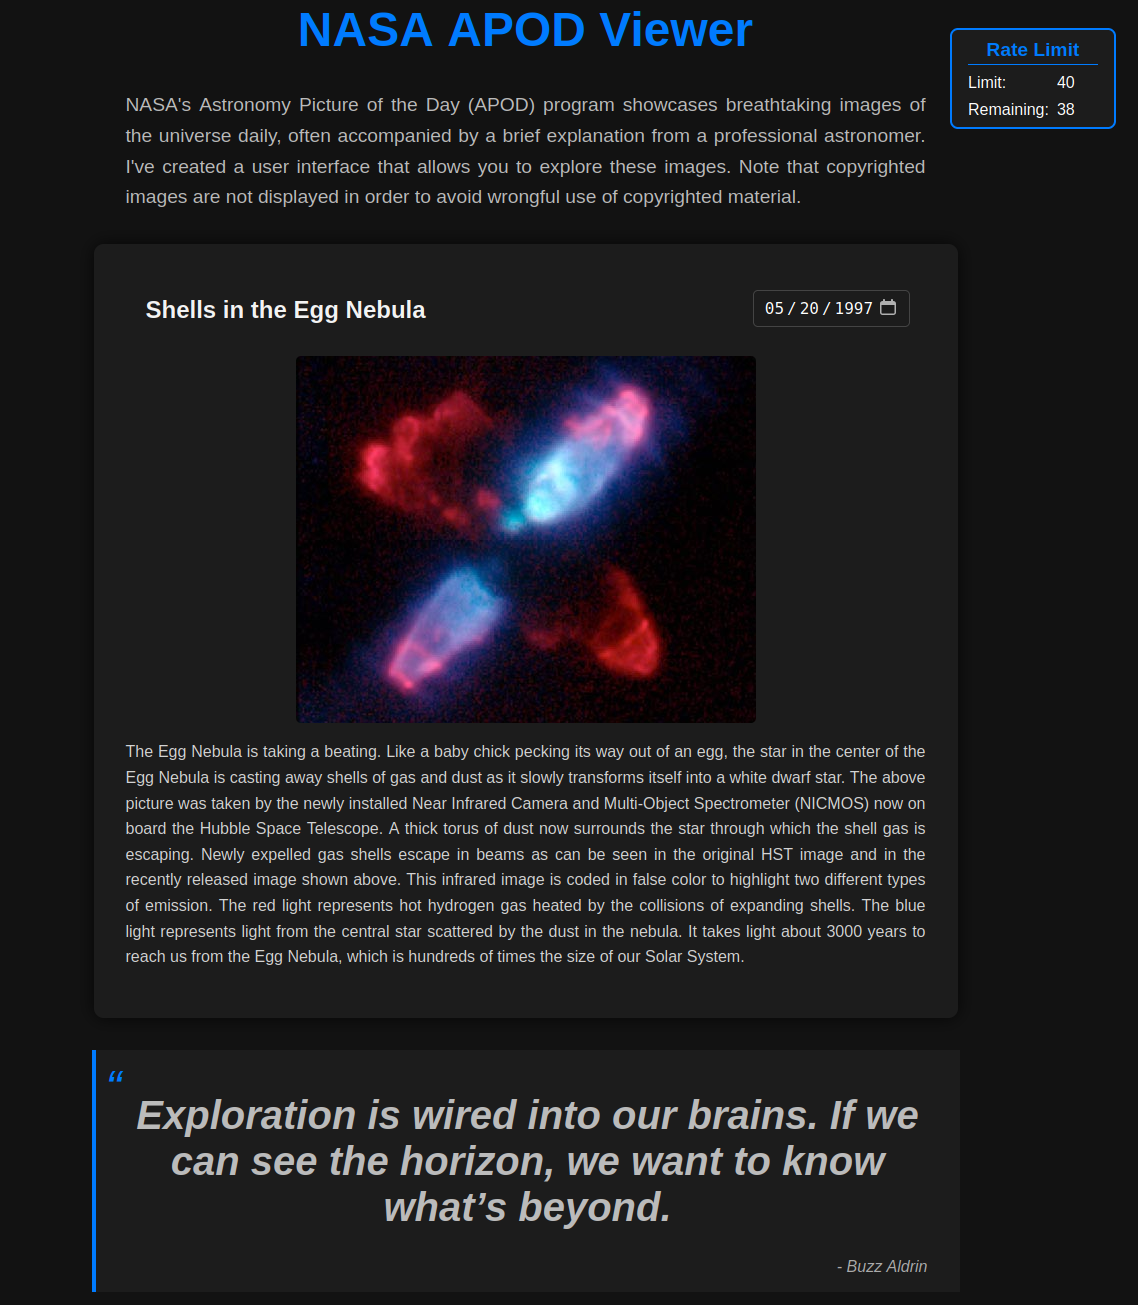 NASA APOD Viewer
Rate Limit
Limit: 40
Remaining: 38
NASA's Astronomy Picture of the Day (APOD) program showcases breathtaking images of
the universe daily, often accompanied by a brief explanation from a professional astronomer.
I've created a user interface that allows you to explore these images. Note that copyrighted
images are not displayed in order to avoid wrongful use of copyrighted material.
Shells in the Egg Nebula
05/20/1997
The Egg Nebula is taking a beating. Like a baby chick pecking its way out of an egg, the star in the center of the
Egg Nebula is casting away shells of gas and dust as it slowly transforms itself into a white dwarf star. The above
picture was taken by the newly installed Near Infrared Camera and Multi-Object Spectrometer (NICMOS) now on
board the Hubble Space Telescope. A thick torus of dust now surrounds the star through which the shell gas is
escaping. Newly expelled gas shells escape in beams as can be seen in the original HST image and in the
recently released image shown above. This infrared image is coded in false color to highlight two different types
of emission. The red light represents hot hydrogen gas heated by the collisions of expanding shells. The blue
light represents light from the central star scattered by the dust in the nebula. It takes light about 3000 years to
reach us from the Egg Nebula, which is hundreds of times the size of our Solar System.
“
Exploration is wired into our brains. If we
can see the horizon, we want to know
what’s beyond.
- Buzz Aldrin